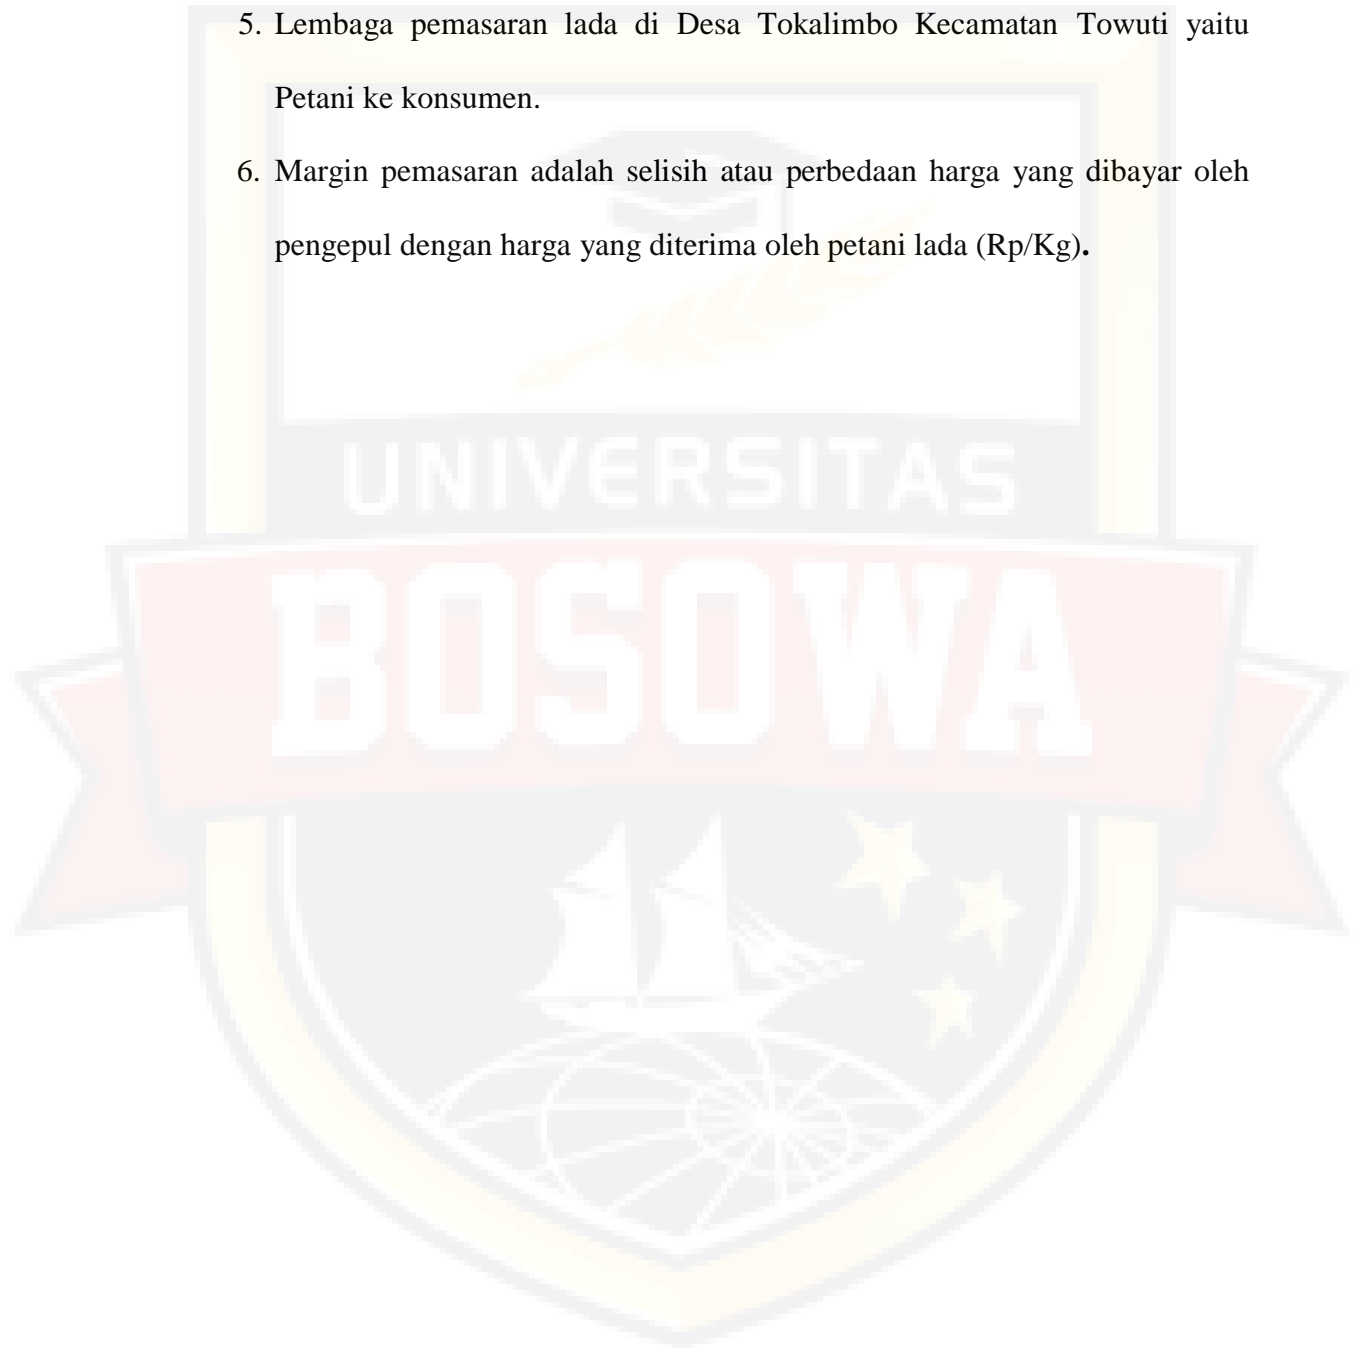 5. Lembaga pemasaran lada di Desa Tokalimbo Kecamatan Towuti yaitu
Petani ke konsumen.
6. Margin pemasaran adalah selisih atau perbedaan harga yang dibayar oleh
pengepul dengan harga yang diterima oleh petani lada (Rp/Kg).
UNIVERSITAS
BOSOWA